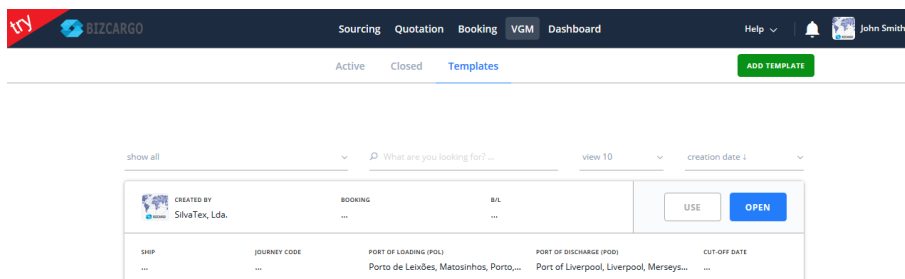 try BIZCARGO Sourcing Quotation Booking VGM Dashboard Help John Smith
Active Closed Templates ADD TEMPLATE
show all What are you looking for? ... view 10 creation date ↓
CREATED BY BOOKING B/L
SilvaTex, Lda. ... ...
USE OPEN
SHIP JOURNEY CODE PORT OF LOADING (POL) PORT OF DISCHARGE (POD) CUT-OFF DATE
... ... Porto de Leixões, Matosinhos, Porto,... Port of Liverpool, Liverpool, Merseys... ...